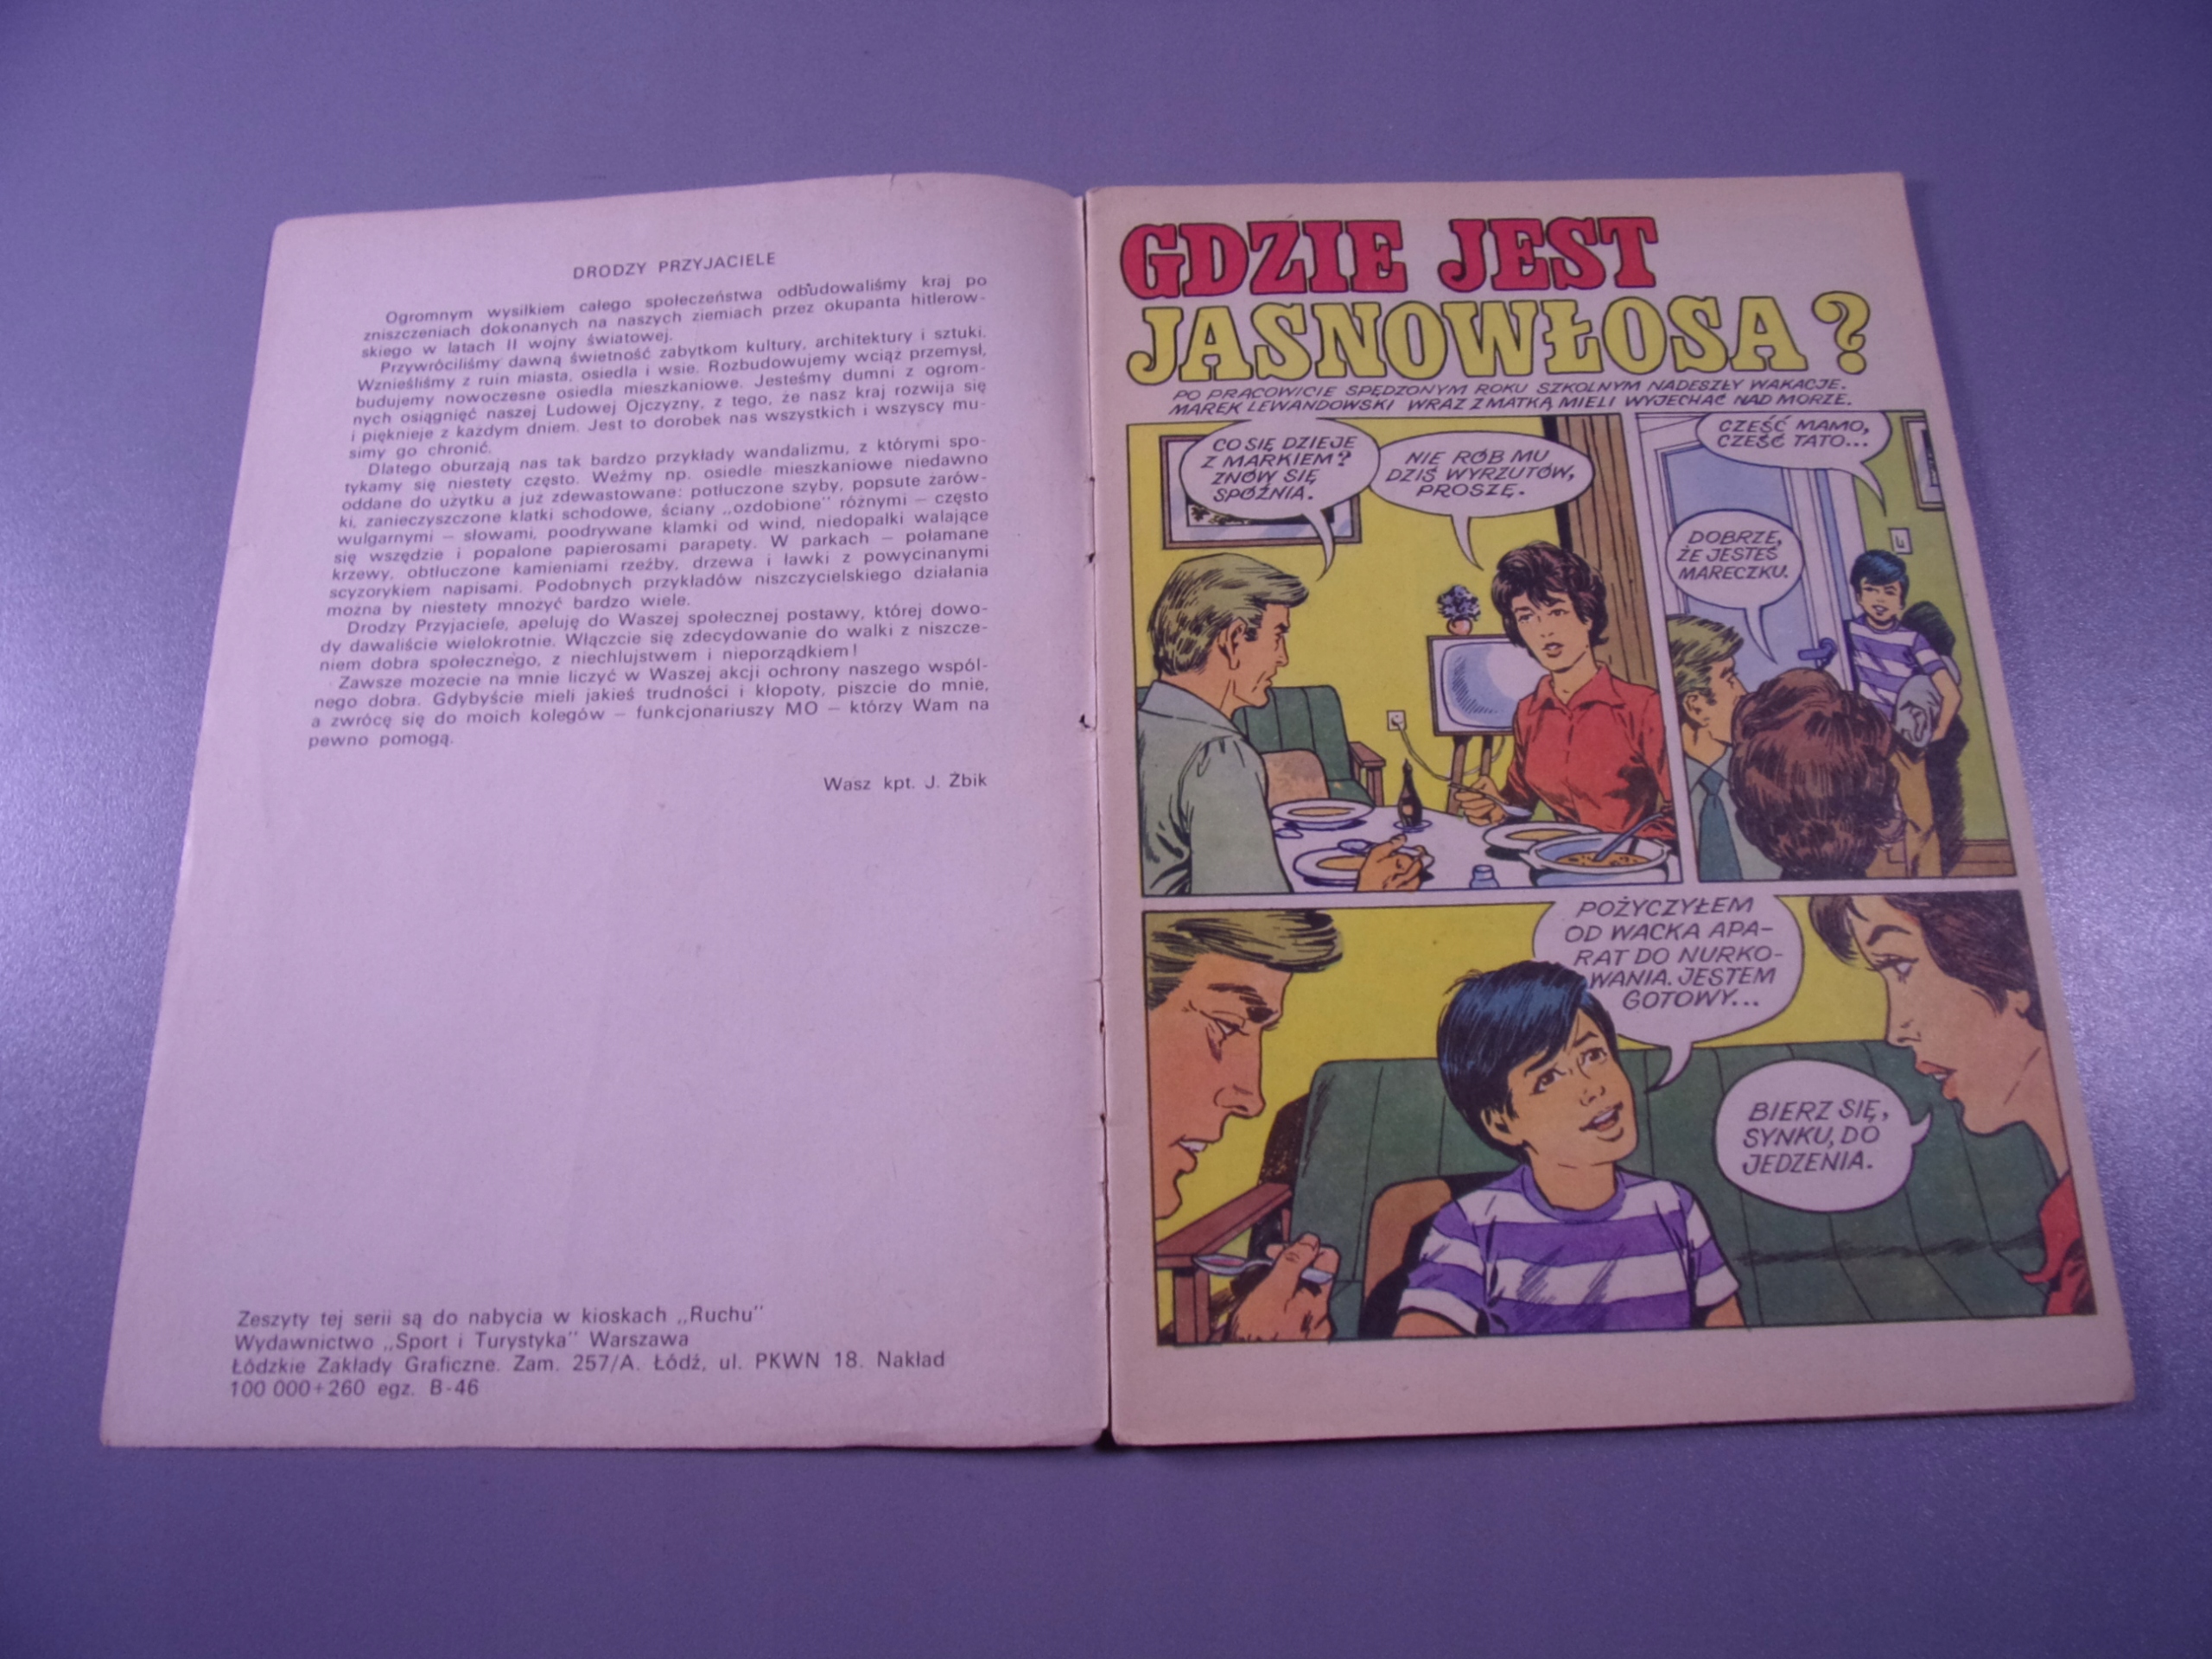 DRODZY PRZYJACIELE
Ogromnym wysiłkiem całego społeczeństwa odbudowaliśmy kraj po
zniszczeniach dokonanych na naszych ziemiach przez okupanta hitlerow-
skiego w latach II wojny światowej.
Przywróciliśmy dawną świetność zabytkom kultury, architektury i sztuki.
Wznieśliśmy z ruin miasta, osiedla i wsie. Rozbudowujemy wciąż przemysł,
budujemy nowoczesne osiedla mieszkaniowe. Jesteśmy dumni z ogrom-
nych osiągnięć naszej Ludowej Ojczyzny, z tego, że nasz kraj rozwija się
i pięknieje z każdym dniem. Jest to dorobek nas wszystkich i wszyscy mu-
simy go chronić.
Dlatego oburzają nas tak bardzo przykłady wandalizmu, z którymi spo-
tykamy się niestety często. Weźmy np. osiedle mieszkaniowe niedawno
oddane do użytku a już zdewastowane: potłuczone szyby, popsute żarów-
ki, zanieczyszczone klatki schodowe, ściany „ozdobione" różnymi — często
wulgarnymi — słowami, poodrywane klamki od wind, niedopałki walające
się wszędzie i popalone papierosami parapety. W parkach — połamane
krzewy, obtłuczone kamieniami rzeźby, drzewa i ławki z powycinanymi
scyzorykiem napisami. Podobnych przykładów niszczycielskiego działania
można by niestety mnożyć bardzo wiele.
Drodzy Przyjaciele, apeluję do Waszej społecznej postawy, której dowo-
dy dawaliście wielokrotnie. Włączcie się zdecydowanie do walki z niszcze-
niem dobra społecznego, z niechlujstwem i nieporządkiem!
Zawsze możecie na mnie liczyć w Waszej akcji ochrony naszego wspól-
nego dobra. Gdybyście mieli jakieś trudności i kłopoty, piszcie do mnie,
a zwrócę się do moich kolegów — funkcjonariuszy MO — którzy Wam na
pewno pomogą.
Wasz kpt. J. Żbik
Zeszyty tej serii są do nabycia w kioskach „Ruchu"
Wydawnictwo „Sport i Turystyka" Warszawa
Łódzkie Zakłady Graficzne. Zam. 257/A. Łódź, ul. PKWN 18. Nakład
100 000+260 egz. B-46
GDZIE JEST
JASNOWŁOSA?
PO PRACOWICIE SPĘDZONYM ROKU SZKOLNYM NADESZŁY WAKACJE.
MAREK LEWANDOWSKI WRAZ Z MATKĄ MIELI WYJECHAĆ NAD MORZE.
CO SIĘ DZIEJE
Z MARKIEM?
ZNÓW SIĘ
SPÓŹNIA.
NIE RÓB MU
DZIŚ WYRZUTÓW,
PROSZĘ.
CZEŚĆ MAMO,
CZEŚĆ TATO...
DOBRZE,
ŻE JESTEŚ
MARECZKU.
POŻYCZYŁEM
OD WACKA APA-
RAT DO NURKO-
WANIA. JESTEM
GOTOWY...
BIERZ SIĘ,
SYNKU, DO
JEDZENIA.